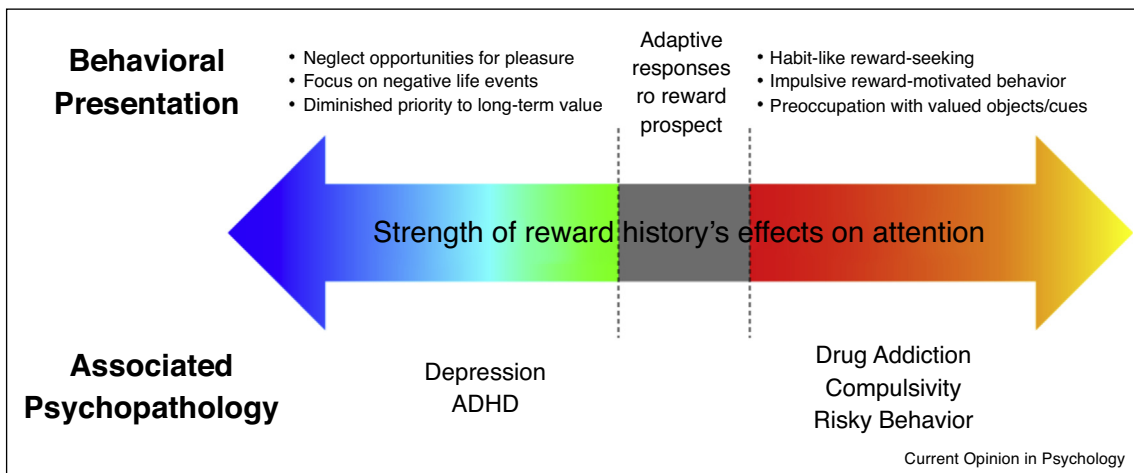 Behavioral
Presentation
• Neglect opportunities for pleasure
• Focus on negative life events
• Diminished priority to long-term value
Adaptive
responses
ro reward
prospect
• Habit-like reward-seeking
• Impulsive reward-motivated behavior
• Preoccupation with valued objects/cues
Strength of reward history's effects on attention
Associated
Psychopathology
Depression
ADHD
Drug Addiction
Compulsivity
Risky Behavior
Current Opinion in Psychology